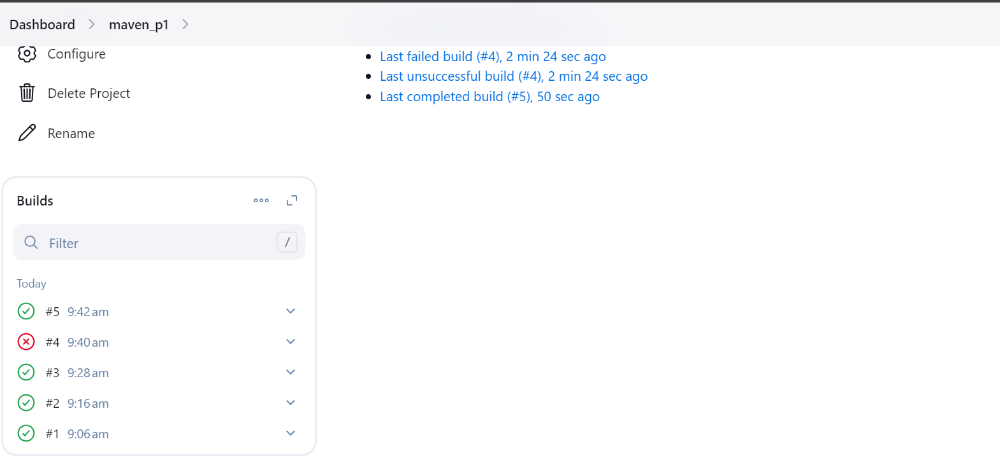 Dashboard > maven_p1 >
Configure
Delete Project
Rename
Last failed build (#4), 2 min 24 sec ago
Last unsuccessful build (#4), 2 min 24 sec ago
Last completed build (#5), 50 sec ago
Builds
Filter /
Today
#5 9:42 am
#4 9:40 am
#3 9:28 am
#2 9:16 am
#1 9:06 am